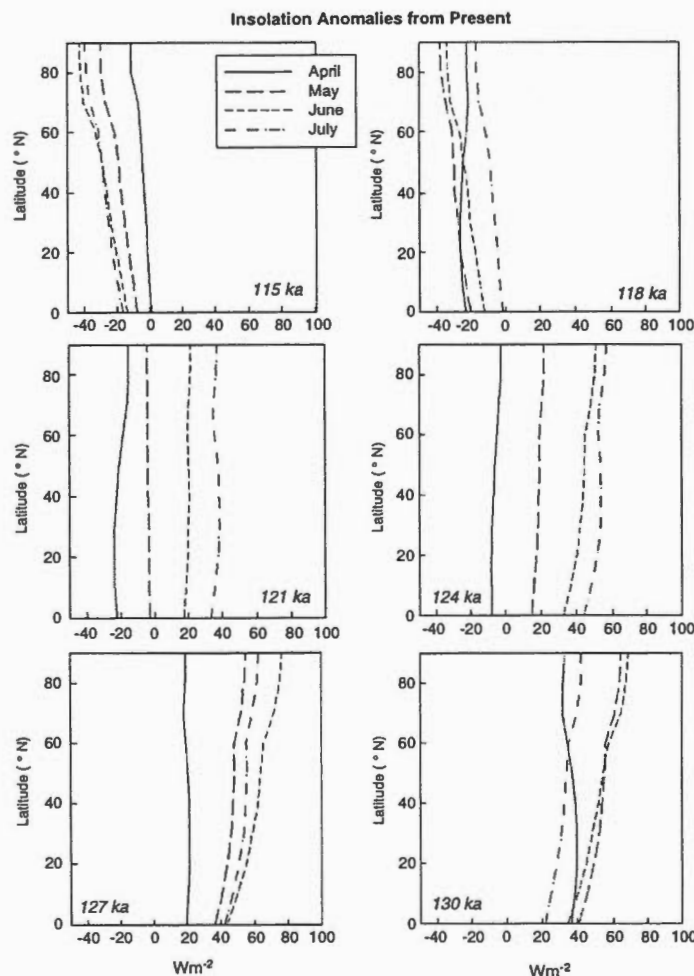 Insolation Anomalies from Present
Latitude ( ° N)
80
60
40
20
0
April
May
June
July
115 ka
-40 -20 0 20 40 60 80 100
Latitude ( ° N)
80
60
40
20
0
118 ka
-40 -20 0 20 40 60 80 100
Latitude ( ° N)
80
60
40
20
0
121 ka
-40 -20 0 20 40 60 80 100
Latitude ( ° N)
80
60
40
20
0
124 ka
-40 -20 0 20 40 60 80 100
Latitude ( ° N)
80
60
40
20
0
127 ka
-40 -20 0 20 40 60 80 100
Wm-2
Latitude ( ° N)
80
60
40
20
0
130 ka
-40 -20 0 20 40 60 80 100
Wm-2